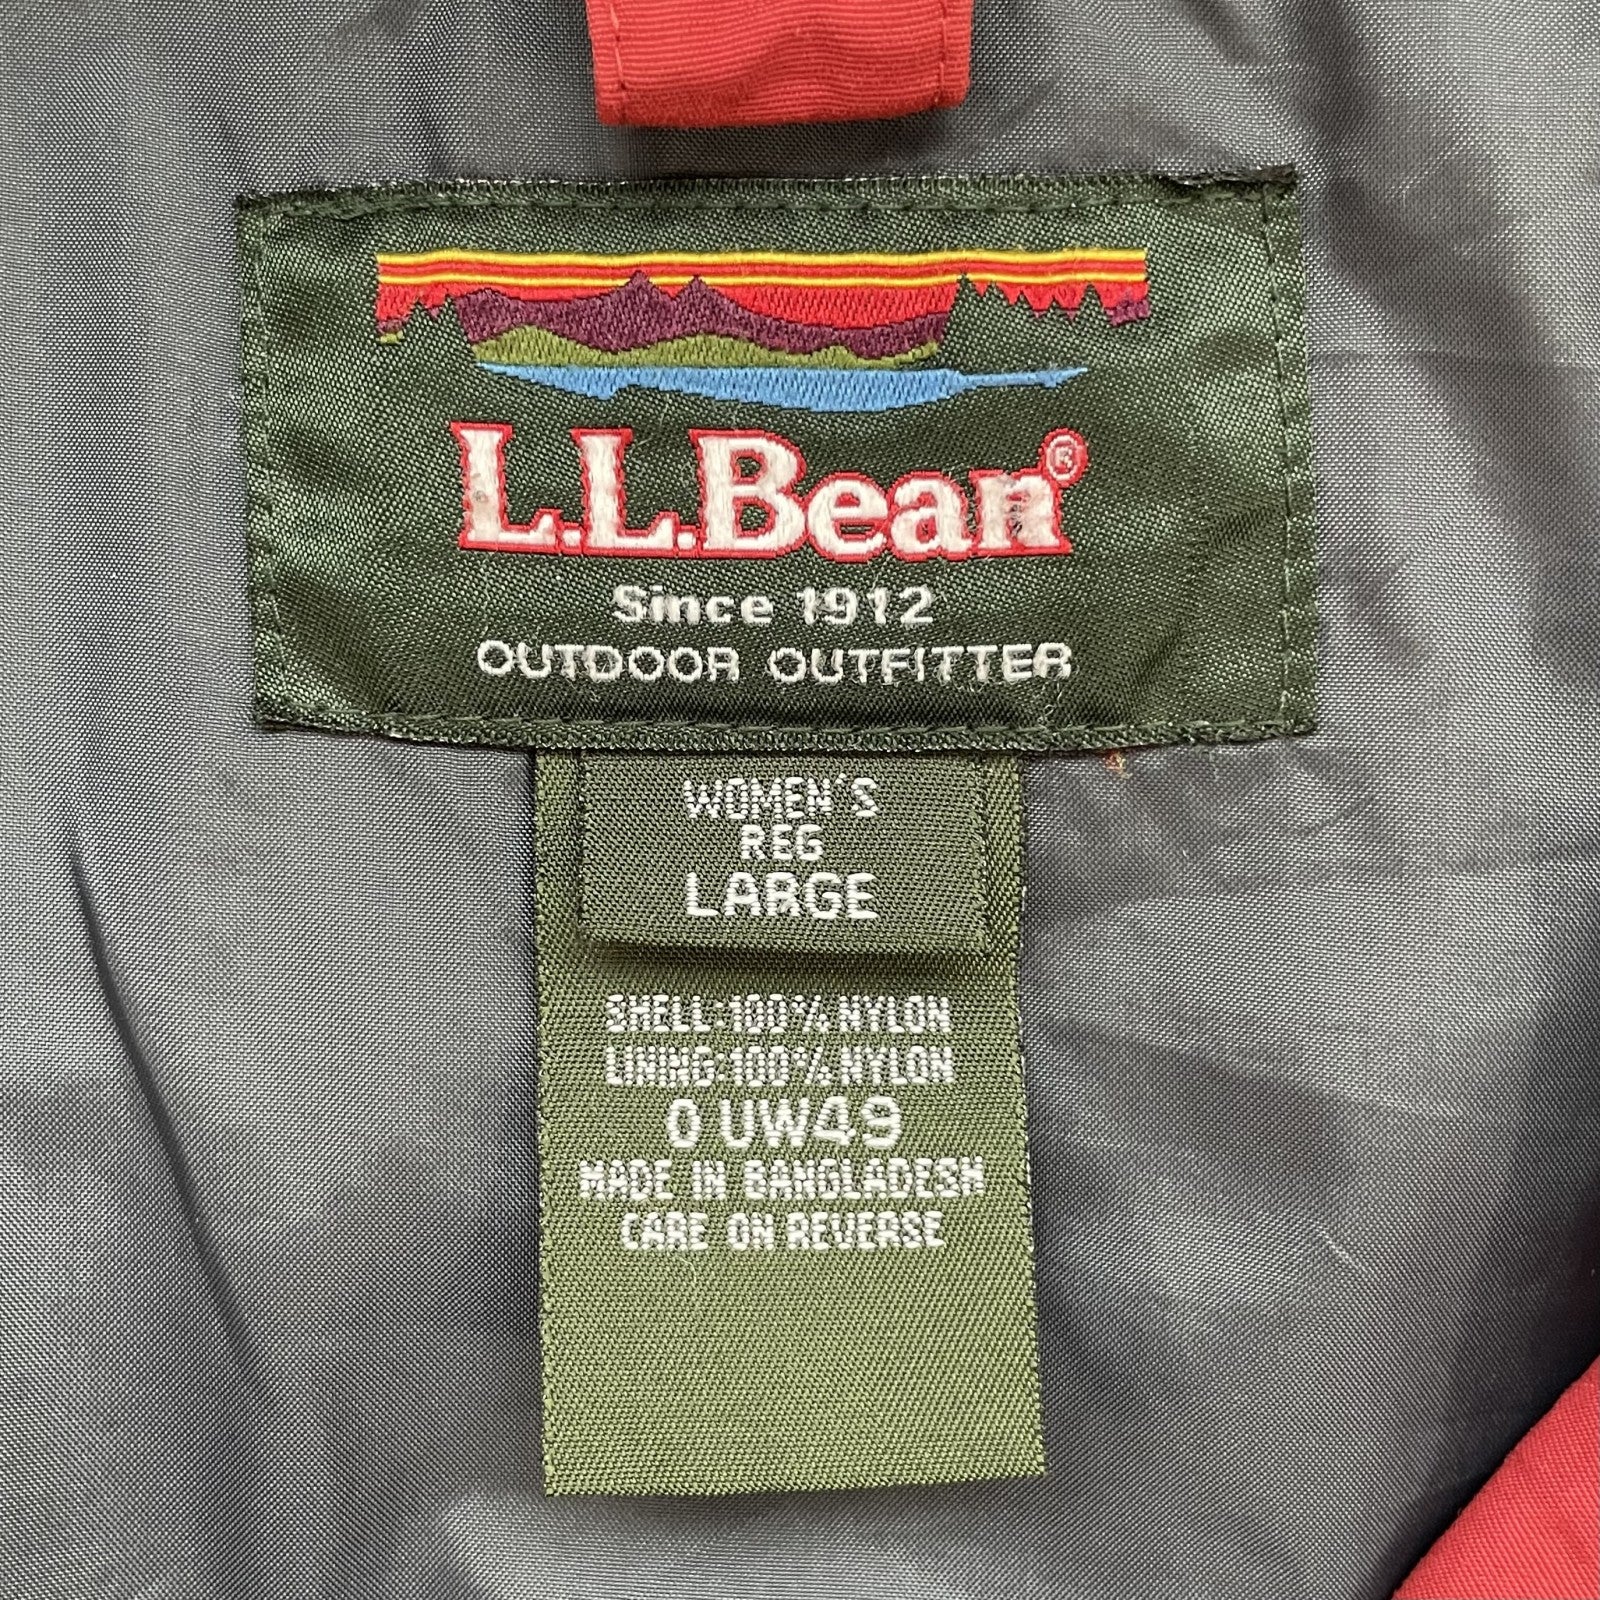 L.L.Bean®
Since 1912
OUTDOOR OUTFITTER
WOMEN'S
REG
LARGE
SHELL:100% NYLON
LINING:100% NYLON
0 UW49
MADE IN BANGLADESH
CARE ON REVERSE